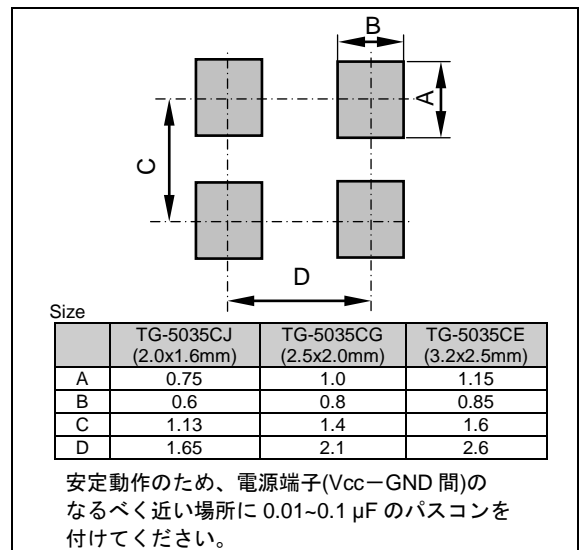 B
A
C
D
Size
TG-5035CJ TG-5035CG TG-5035CE
(2.0x1.6mm) (2.5x2.0mm) (3.2x2.5mm)
A 0.75 1.0 1.15
B 0.6 0.8 0.85
C 1.13 1.4 1.6
D 1.65 2.1 2.6
安定動作のため、電源端子(Vcc－GND 間)の
なるべく近い場所に 0.01~0.1 µF のパスコンを
付けてください。